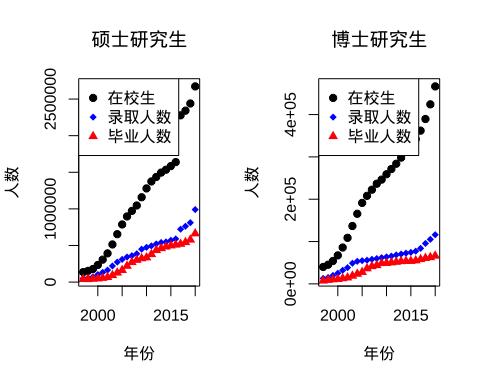 硕士研究生
在校生
录取人数
毕业人数
人数
0
1000000
2500000
2000
2015
年份
博士研究生
在校生
录取人数
毕业人数
人数
0e+00
2e+05
4e+05
2000
2015
年份